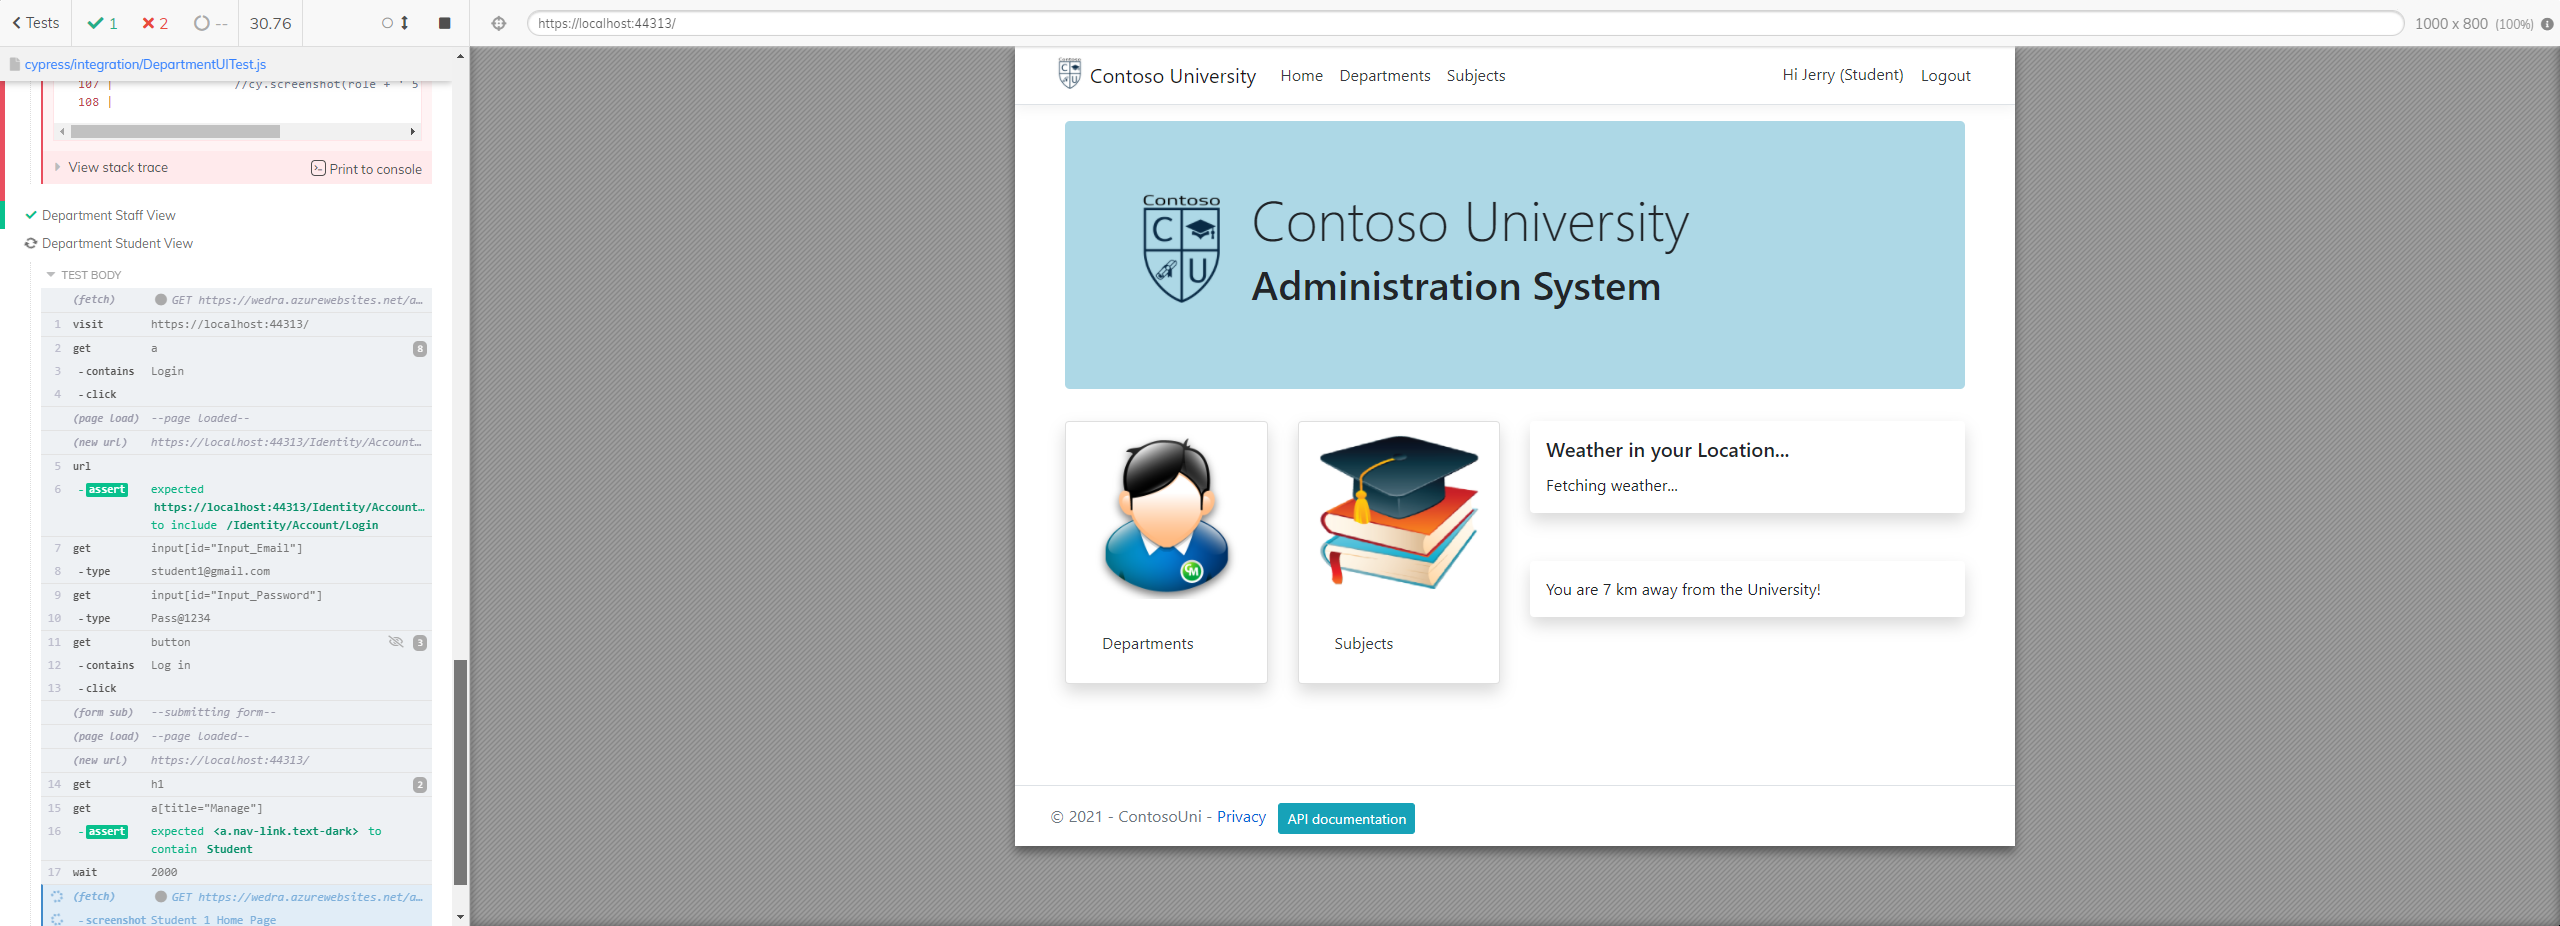 Tests
1
2
--
30.76
https://localhost:44313/
1000 x 800 (100%)
cypress/integration/DepartmentUITest.js
107 | //cy.screenshot(role + ' 5
108 |
View stack trace
Print to console
Department Staff View
Department Student View
TEST BODY
(fetch) GET https://wedra.azurewebsites.net/a...
1 visit https://localhost:44313/
2 get a 8
3 -contains Login
4 -click
(page load) --page loaded--
(new url) https://localhost:44313/Identity/Account...
5 url
6 -assert expected
https://localhost:44313/Identity/Account...
to include /Identity/Account/Login
7 get input[id="Input_Email"]
8 -type student1@gmail.com
9 get input[id="Input_Password"]
10 -type Pass@1234
11 get button 3
12 -contains Log in
13 -click
(form sub) --submitting form--
(page load) --page loaded--
(new url) https://localhost:44313/
14 get h1 2
15 get a[title="Manage"]
16 -assert expected <a.nav-link.text-dark> to
contain Student
17 wait 2000
(fetch) GET https://wedra.azurewebsites.net/a...
-screenshot Student 1 Home Page
Contoso University Home Departments Subjects Hi Jerry (Student) Logout
Contoso
C
U
Contoso University
Administration System
CM
Departments
Subjects
Weather in your Location...
Fetching weather...
You are 7 km away from the University!
© 2021 - ContosoUni - Privacy API documentation